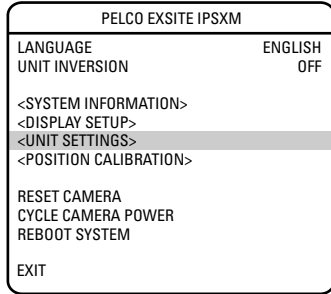 PELCO EXSITE IPSXM
LANGUAGE ENGLISH
UNIT INVERSION OFF
<SYSTEM INFORMATION>
<DISPLAY SETUP>
<UNIT SETTINGS>
<POSITION CALIBRATION>
RESET CAMERA
CYCLE CAMERA POWER
REBOOT SYSTEM
EXIT